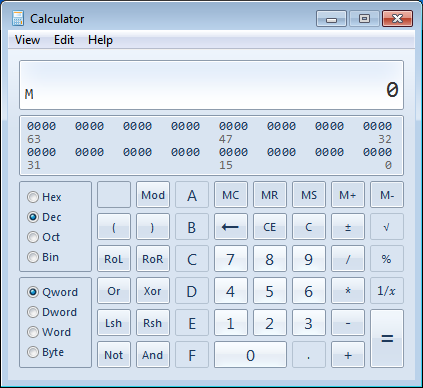 Calculator
View Edit Help
M 0
0000 0000 0000 0000 0000 0000 0000 0000
63 47 32
0000 0000 0000 0000 0000 0000 0000 0000
31 15 0
Hex Mod A MC MR MS M+ M-
Dec ( ) B ← CE C ± √
Oct RoL RoR C 7 8 9 / %
Bin
Qword Or Xor D 4 5 6 * 1/x
Dword
Word Lsh Rsh E 1 2 3 - =
Byte Not And F 0 . +